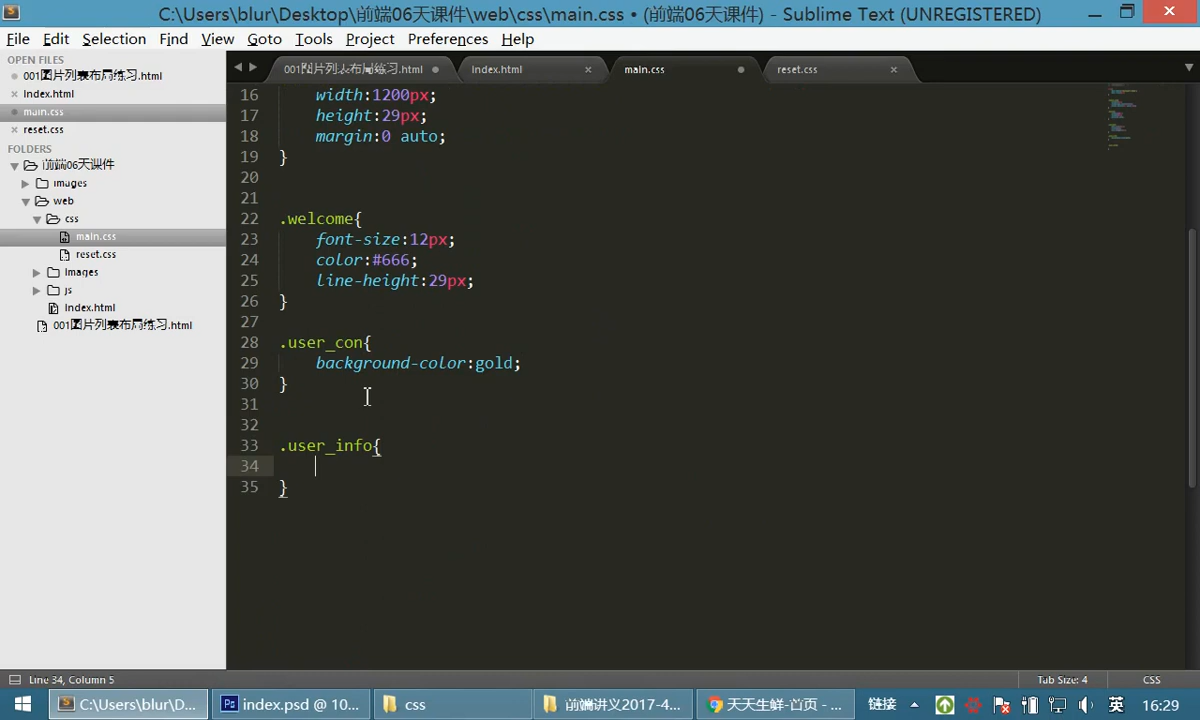 C:\Users\blur\Desktop\前端06天课件\web\css\main.css • (前端06天课件) - Sublime Text (UNREGISTERED)
File Edit Selection Find View Goto Tools Project Preferences Help
OPEN FILES
001图片列表布局练习.html
Index.html
main.css
reset.css
FOLDERS
前端06天课件
images
web
css
main.css
reset.css
Images
js
Index.html
001图片列表布局练习.html
001图片列表布局练习.html Index.html main.css reset.css
16 width:1200px;
17 height:29px;
18 margin:0 auto;
19 }
20
21
22 .welcome{
23 font-size:12px;
24 color:#666;
25 line-height:29px;
26 }
27
28 .user_con{
29 background-color:gold;
30 }
31
32
33 .user_info{
34
35 }
Line 34, Column 5 Tab Size: 4 CSS
C:\Users\blur\D... index.psd @ 10... css 前端讲义2017-4... 天天生鲜-首页 - ... 链接 英 16:29